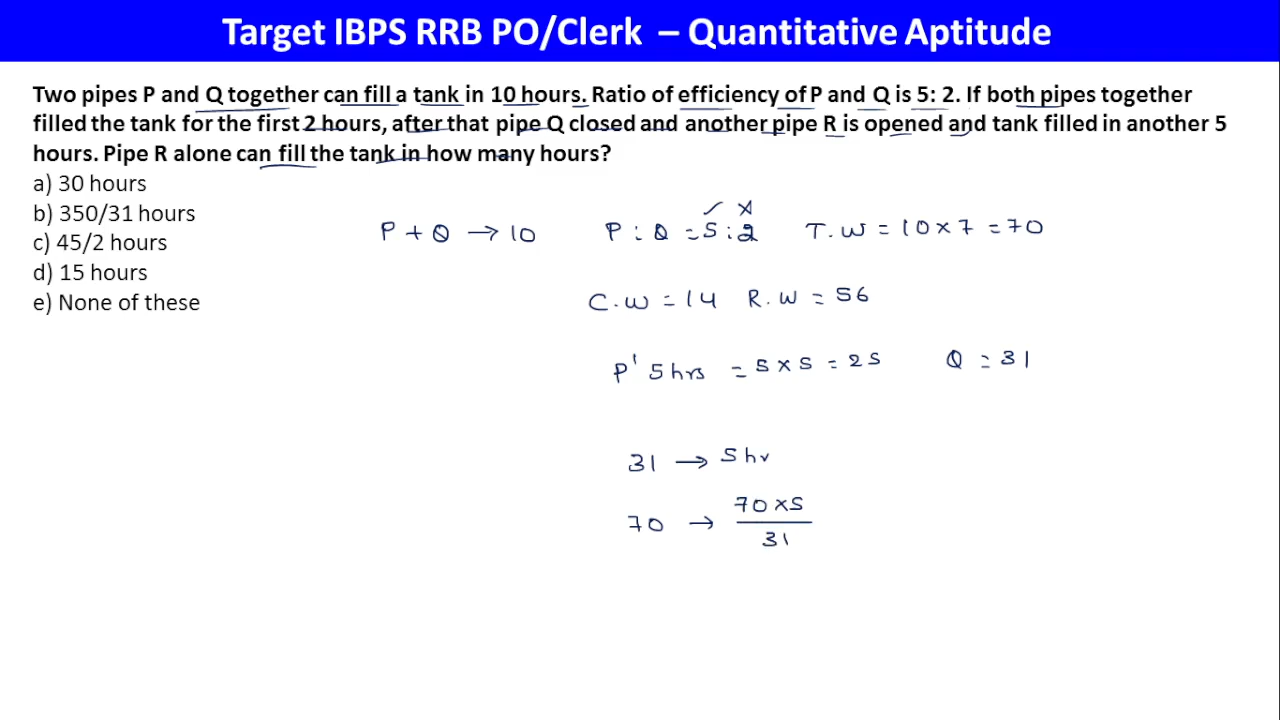 Target IBPS RRB PO/Clerk – Quantitative Aptitude
Two pipes P and Q together can fill a tank in 10 hours. Ratio of efficiency of P and Q is 5: 2. If both pipes together
filled the tank for the first 2 hours, after that pipe Q closed and another pipe R is opened and tank filled in another 5
hours. Pipe R alone can fill the tank in how many hours?
a) 30 hours
b) 350/31 hours
c) 45/2 hours
d) 15 hours
e) None of these
P + Q → 10 P : Q = 5 : 2 T.W = 10 x 7 = 70
C.W = 14 R.W = 56
P' 5 hrs = 5 x 5 = 25 Q = 31
31 → 5 hr
70 → 70 x 5
31